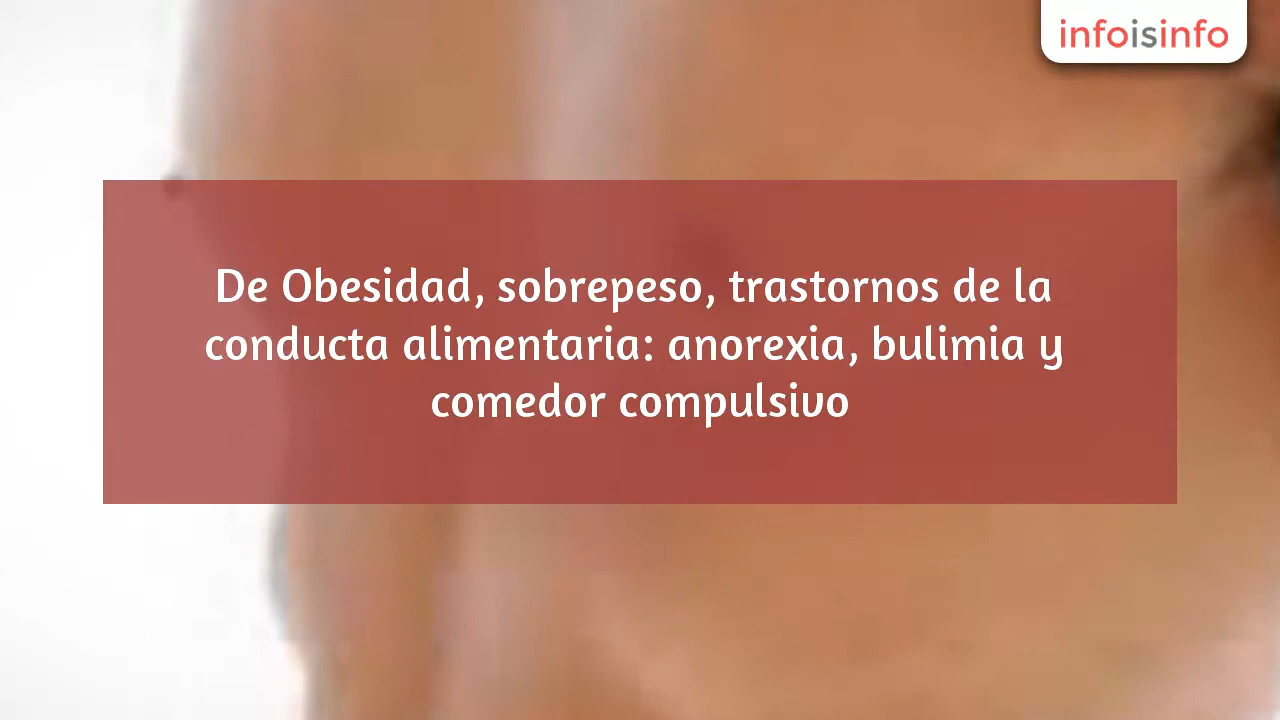 infoisinfo
De Obesidad, sobrepeso, trastornos de la
conducta alimentaria: anorexia, bulimia y
comedor compulsivo